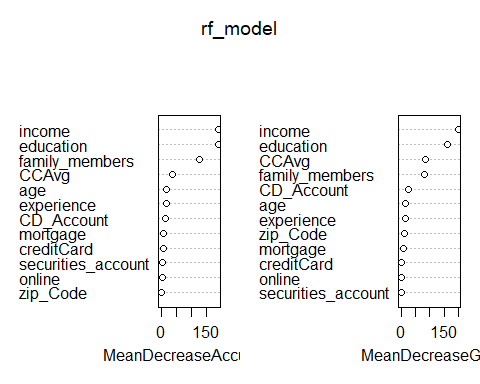 rf_model
income
education
family_members
CCAvg
age
experience
CD_Account
mortgage
creditCard
securities_account
online
zip_Code
0 150
MeanDecreaseAccu
income
education
CCAvg
family_members
CD_Account
age
experience
zip_Code
mortgage
creditCard
online
securities_account
0 150
MeanDecreaseG